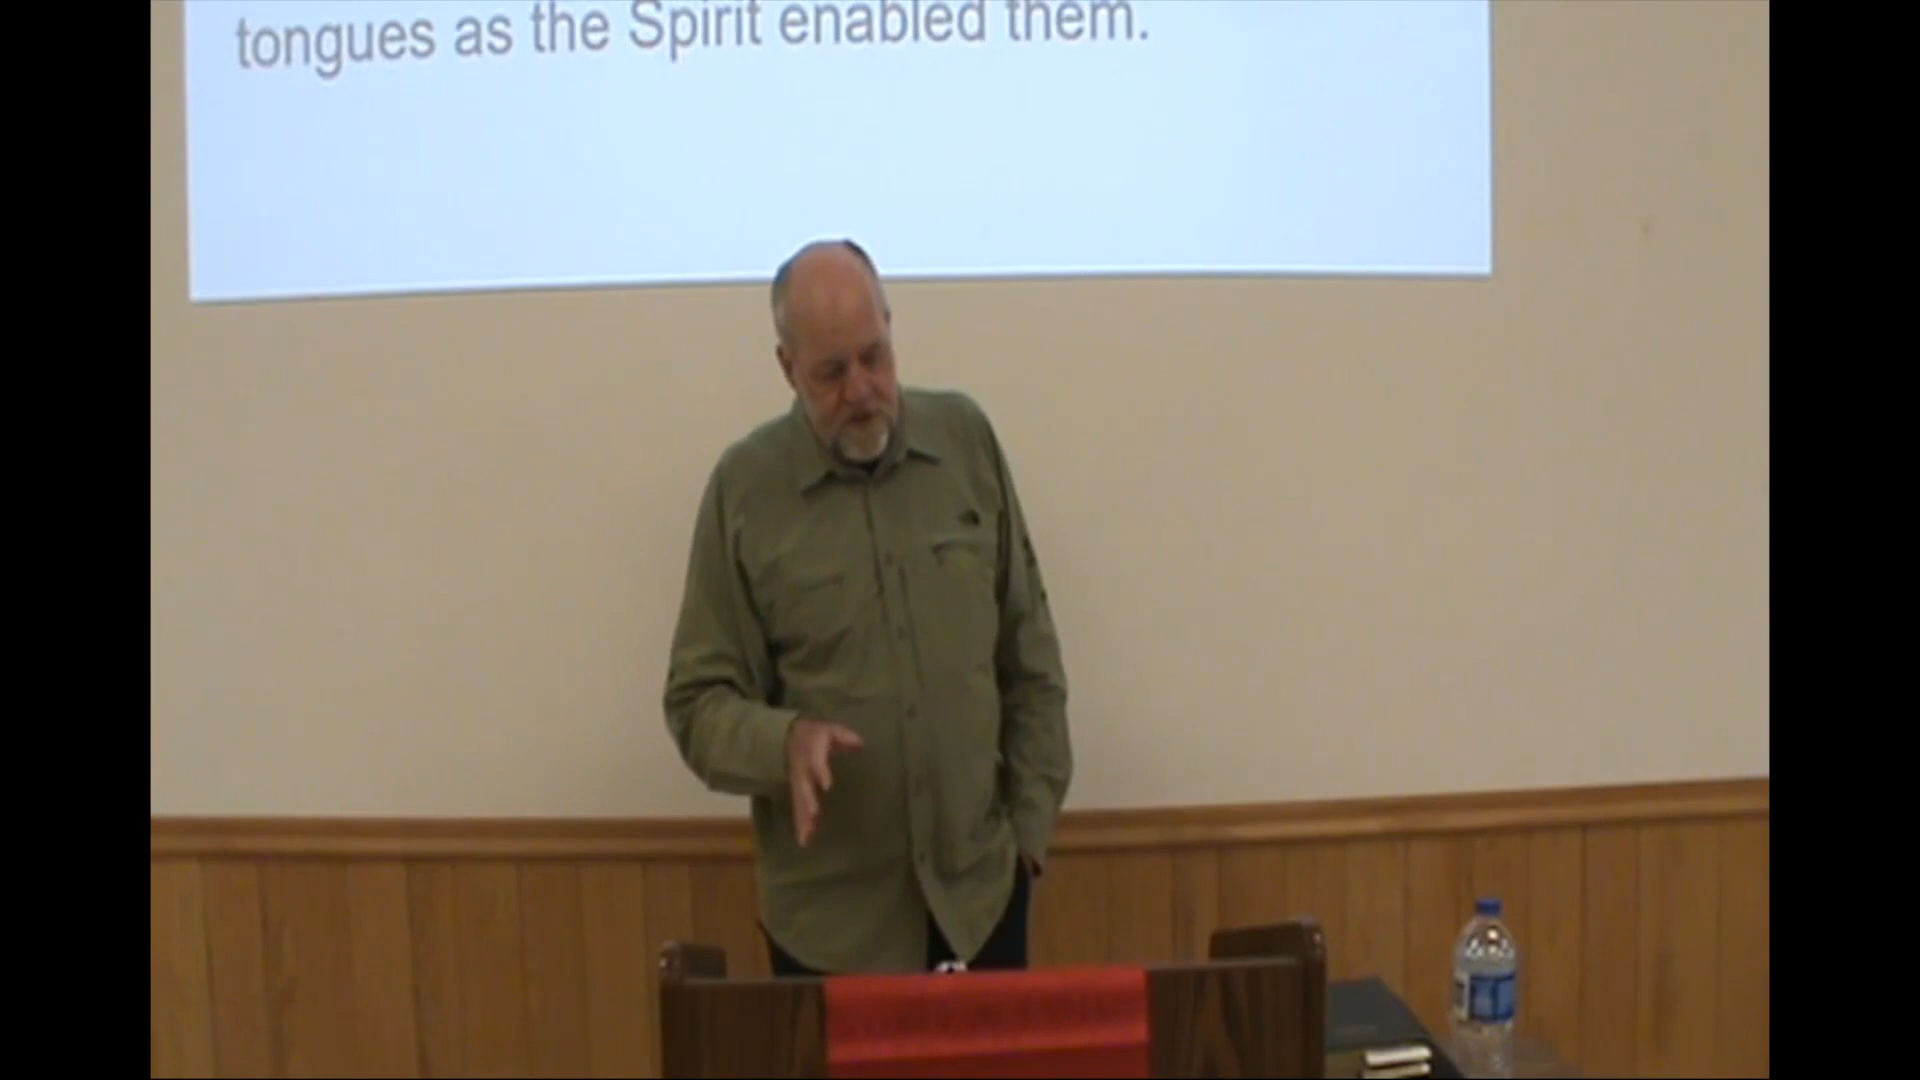 tongues as the Spirit enabled them.